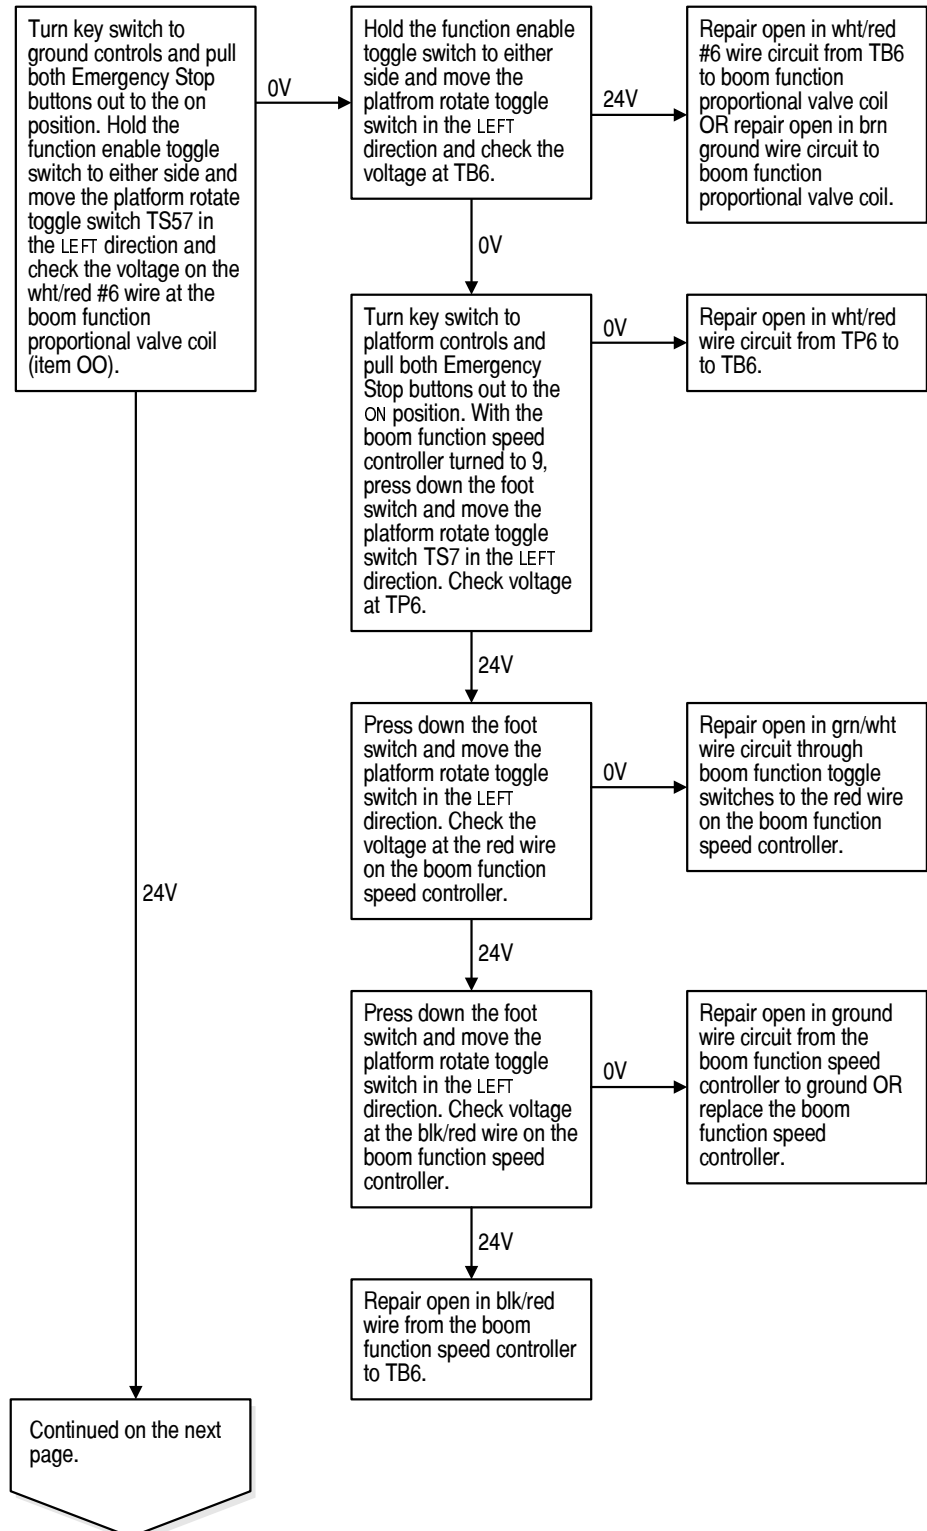 Turn key switch to
ground controls and pull
both Emergency Stop
buttons out to the on
position. Hold the
function enable toggle
switch to either side and
move the platform rotate
toggle switch TS57 in
the LEFT direction and
check the voltage on the
wht/red #6 wire at the
boom function
proportional valve coil
(item OO).
0V
Hold the function enable
toggle switch to either
side and move the
platfrom rotate toggle
switch in the LEFT
direction and check the
voltage at TB6.
24V
Repair open in wht/red
#6 wire circuit from TB6
to boom function
proportional valve coil
OR repair open in brn
ground wire circuit to
boom function
proportional valve coil.
0V
Turn key switch to
platform controls and
pull both Emergency
Stop buttons out to the
ON position. With the
boom function speed
controller turned to 9,
press down the foot
switch and move the
platform rotate toggle
switch TS7 in the LEFT
direction. Check voltage
at TP6.
0V
Repair open in wht/red
wire circuit from TP6 to
to TB6.
24V
Press down the foot
switch and move the
platform rotate toggle
switch in the LEFT
direction. Check the
voltage at the red wire
on the boom function
speed controller.
0V
Repair open in grn/wht
wire circuit through
boom function toggle
switches to the red wire
on the boom function
speed controller.
24V
24V
Press down the foot
switch and move the
platform rotate toggle
switch in the LEFT
direction. Check voltage
at the blk/red wire on the
boom function speed
controller.
0V
Repair open in ground
wire circuit from the
boom function speed
controller to ground OR
replace the boom
function speed
controller.
24V
Repair open in blk/red
wire from the boom
function speed controller
to TB6.
Continued on the next
page.